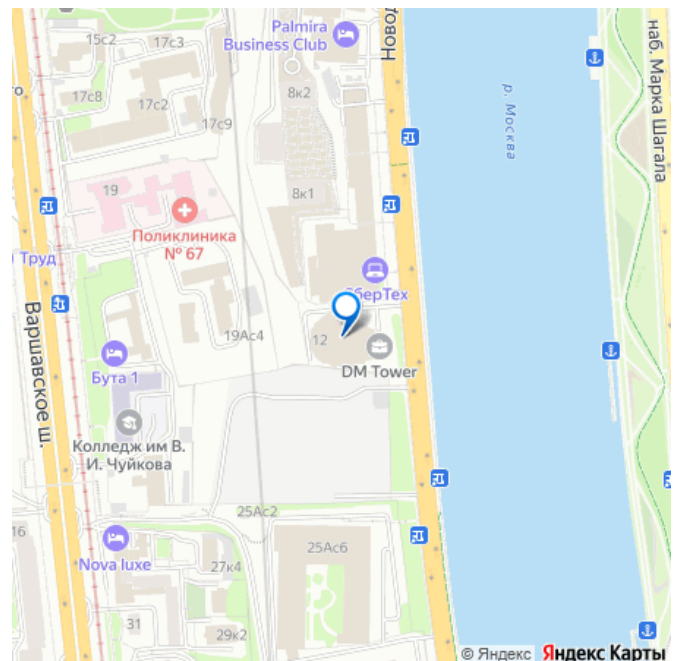 15с2
17с3
Palmira
Business Club
Новод
наб. Марка Шагала
8к2
17с8
17с2
17с9
р. Москва
19
8к1
Поликлиника
№ 67
Труд
СберТех
Варшавское ш.
19Ас4
12
DM Tower
Бута 1
Колледж им В.
И. Чуйкова
25Ас2
16
25Ас6
Nova luxe
27к4
31
29к2
© Яндекс Яндекс Карты